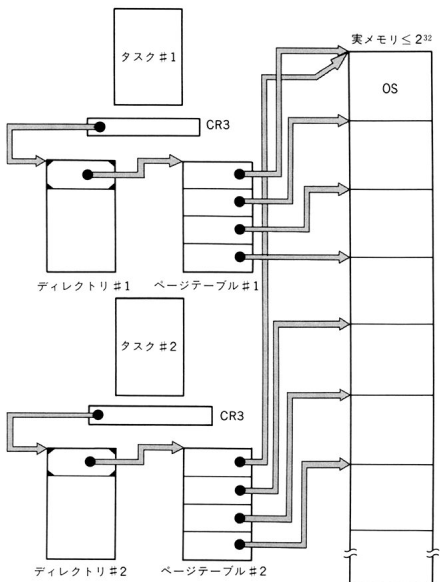 実メモリ≦2³²
タスク#1
OS
CR3
ディレクトリ#1
ページテーブル#1
タスク#2
CR3
ディレクトリ#2
ページテーブル#2